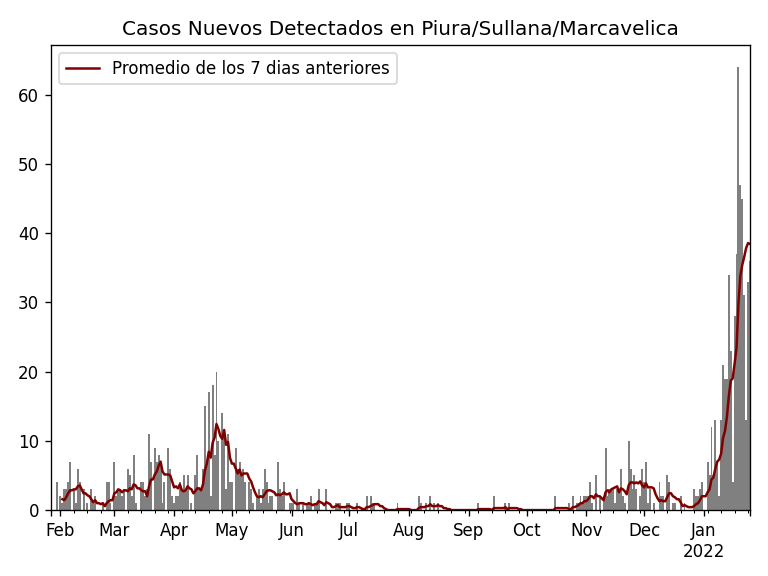 Casos Nuevos Detectados en Piura/Sullana/Marcavelica
Promedio de los 7 dias anteriores
60
50
40
30
20
10
0
Feb Mar Apr May Jun Jul Aug Sep Oct Nov Dec Jan
2022